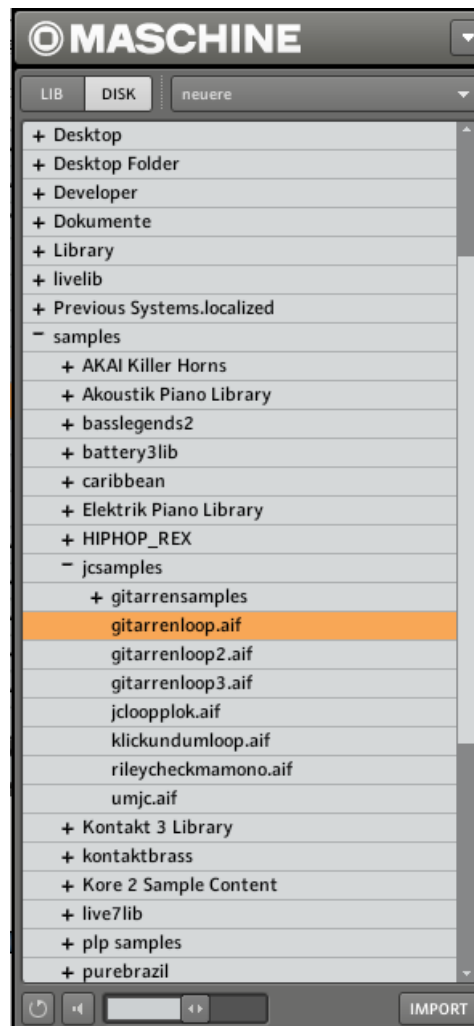 MASCHINE
LIB DISK neuere
+ Desktop
+ Desktop Folder
+ Developer
+ Dokumente
+ Library
+ livelib
+ Previous Systems.localized
- samples
+ AKAI Killer Horns
+ Akoustik Piano Library
+ basslegends2
+ battery3lib
+ caribbean
+ Elektrik Piano Library
+ HIPHOP_REX
- jcsamples
+ gitarrensamples
gitarrenloop.aif
gitarrenloop2.aif
gitarrenloop3.aif
jcloopplok.aif
klickundumloop.aif
rileycheckmamono.aif
umjc.aif
+ Kontakt 3 Library
+ kontaktbrass
+ Kore 2 Sample Content
+ live7lib
+ plp samples
+ purebrazil
IMPORT